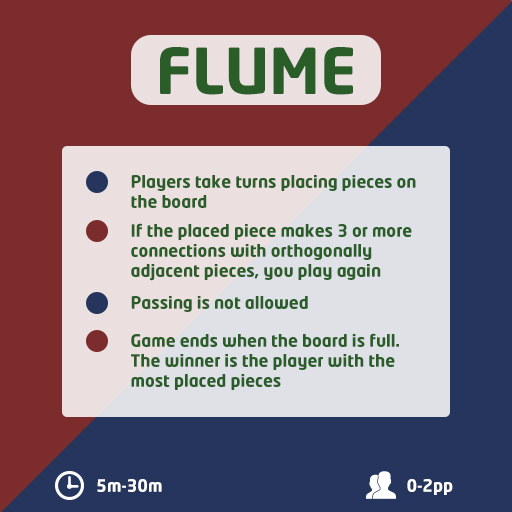 FLUME
Players take turns placing pieces on
the board
If the placed piece makes 3 or more
connections with orthogonally
adjacent pieces, you play again
Passing is not allowed
Game ends when the board is full.
The winner is the player with the
most placed pieces
5m-30m
0-2pp